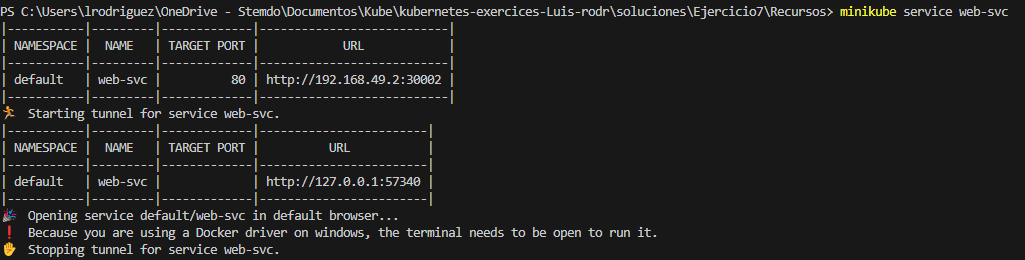 PS C:\Users\lrodriguez\OneDrive - Stemdo\Documentos\Kube\kubernetes-exercices-Luis-rodr\soluciones\Ejercicio7\Recursos> minikube service web-svc
|-----------|---------|-------------|---------------------------|
| NAMESPACE |  NAME   | TARGET PORT |            URL            |
|-----------|---------|-------------|---------------------------|
| default   | web-svc |          80 | http://192.168.49.2:30002 |
|-----------|---------|-------------|---------------------------|
🏃  Starting tunnel for service web-svc.
|-----------|---------|-------------|------------------------|
| NAMESPACE |  NAME   | TARGET PORT |          URL           |
|-----------|---------|-------------|------------------------|
| default   | web-svc |             | http://127.0.0.1:57340 |
|-----------|---------|-------------|------------------------|
🎉  Opening service default/web-svc in default browser...
❗  Because you are using a Docker driver on windows, the terminal needs to be open to run it.
✋  Stopping tunnel for service web-svc.